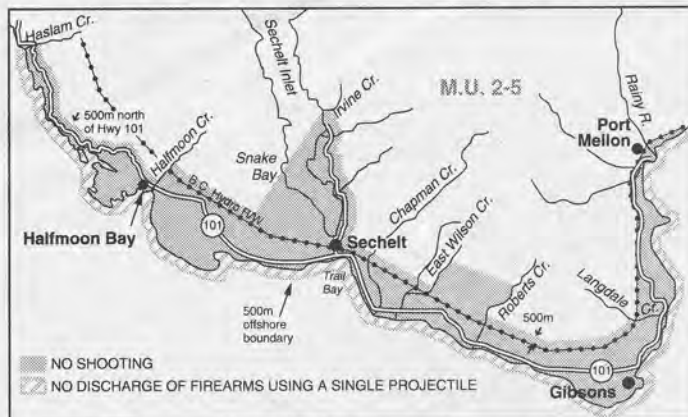 Haslam Cr.
500m north
of Hwy 101
Halfmoon Cr.
Halfmoon Bay
Sechelt Inlet
Irvine Cr.
Snake
Bay
B.C. Hydro R/W
101
Sechelt
Trail
Bay
500m
offshore
boundary
Chapman Cr.
East Wilson Cr.
Roberts Cr.
500m
M.U. 2-5
Rainy R.
Port
Mellon
Langdale
Cr.
101
Gibsons
NO SHOOTING
NO DISCHARGE OF FIREARMS USING A SINGLE PROJECTILE